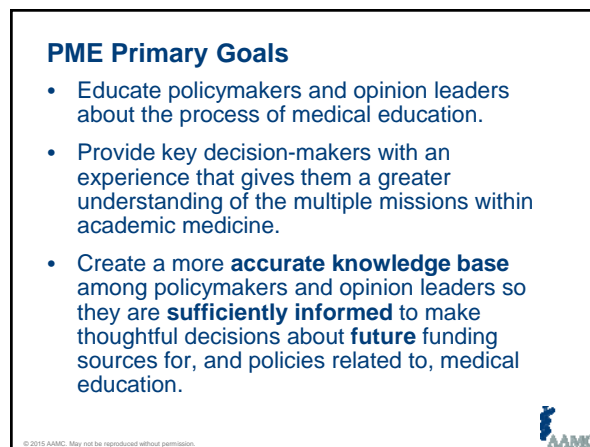 PME Primary Goals
• Educate policymakers and opinion leaders
about the process of medical education.
• Provide key decision-makers with an
experience that gives them a greater
understanding of the multiple missions within
academic medicine.
• Create a more accurate knowledge base
among policymakers and opinion leaders so
they are sufficiently informed to make
thoughtful decisions about future funding
sources for, and policies related to, medical
education.
© 2015 AAMC. May not be reproduced without permission.
AAMC